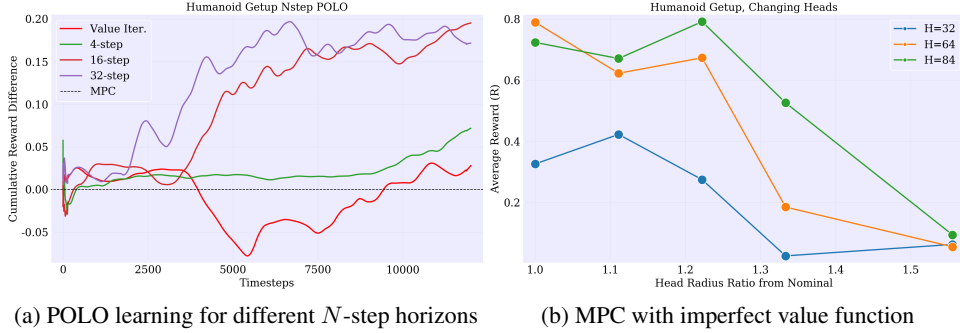 Humanoid Getup Nstep POLO
Cumulative Reward Difference
0.20
0.15
0.10
0.05
0.00
-0.05
Value Iter.
4-step
16-step
32-step
MPC
0 2500 5000 7500 10000
Timesteps
(a) POLO learning for different N-step horizons
Humanoid Getup, Changing Heads
Average Reward (R)
0.8
0.6
0.4
0.2
H=32
H=64
H=84
1.0 1.1 1.2 1.3 1.4 1.5
Head Radius Ratio from Nominal
(b) MPC with imperfect value function